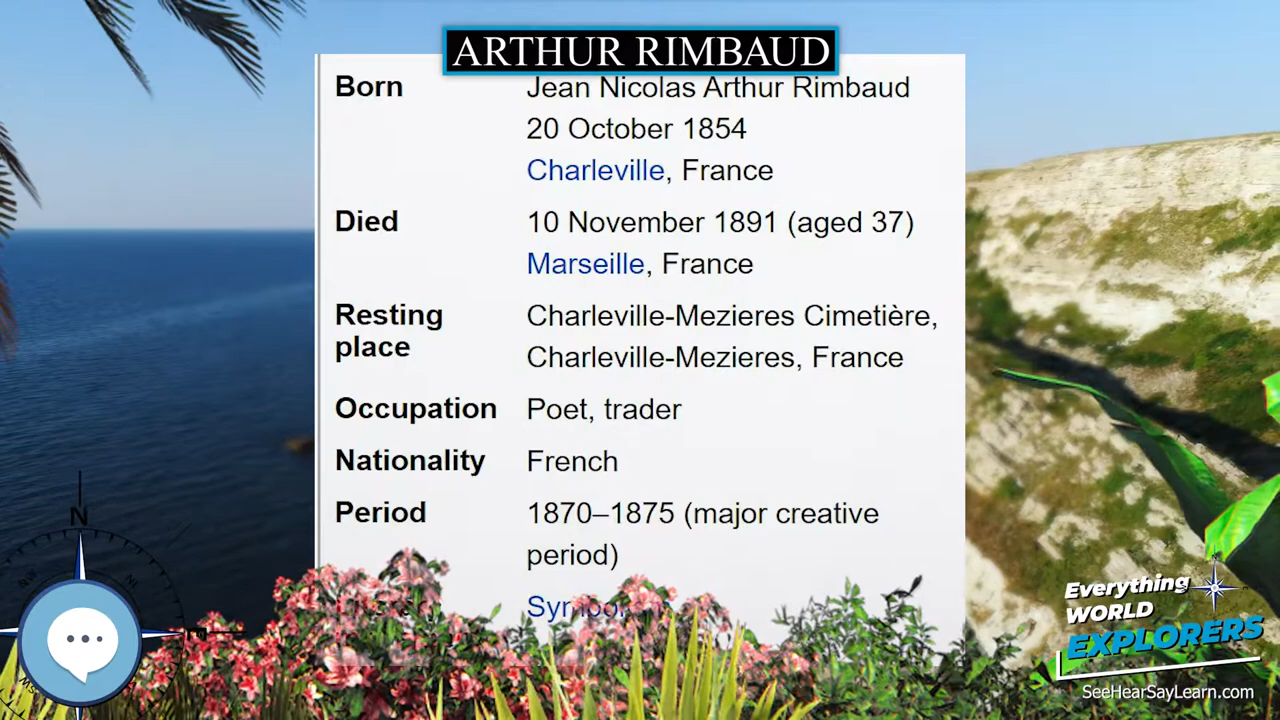 ARTHUR RIMBAUD
Born
Jean Nicolas Arthur Rimbaud
20 October 1854
Charleville, France
Died
10 November 1891 (aged 37)
Marseille, France
Resting
place
Charleville-Mezieres Cimetière,
Charleville-Mezieres, France
Occupation
Poet, trader
Nationality
French
Period
1870–1875 (major creative
period)
N
Everything
WORLD
EXPLORERS
SeeHearSayLearn.com